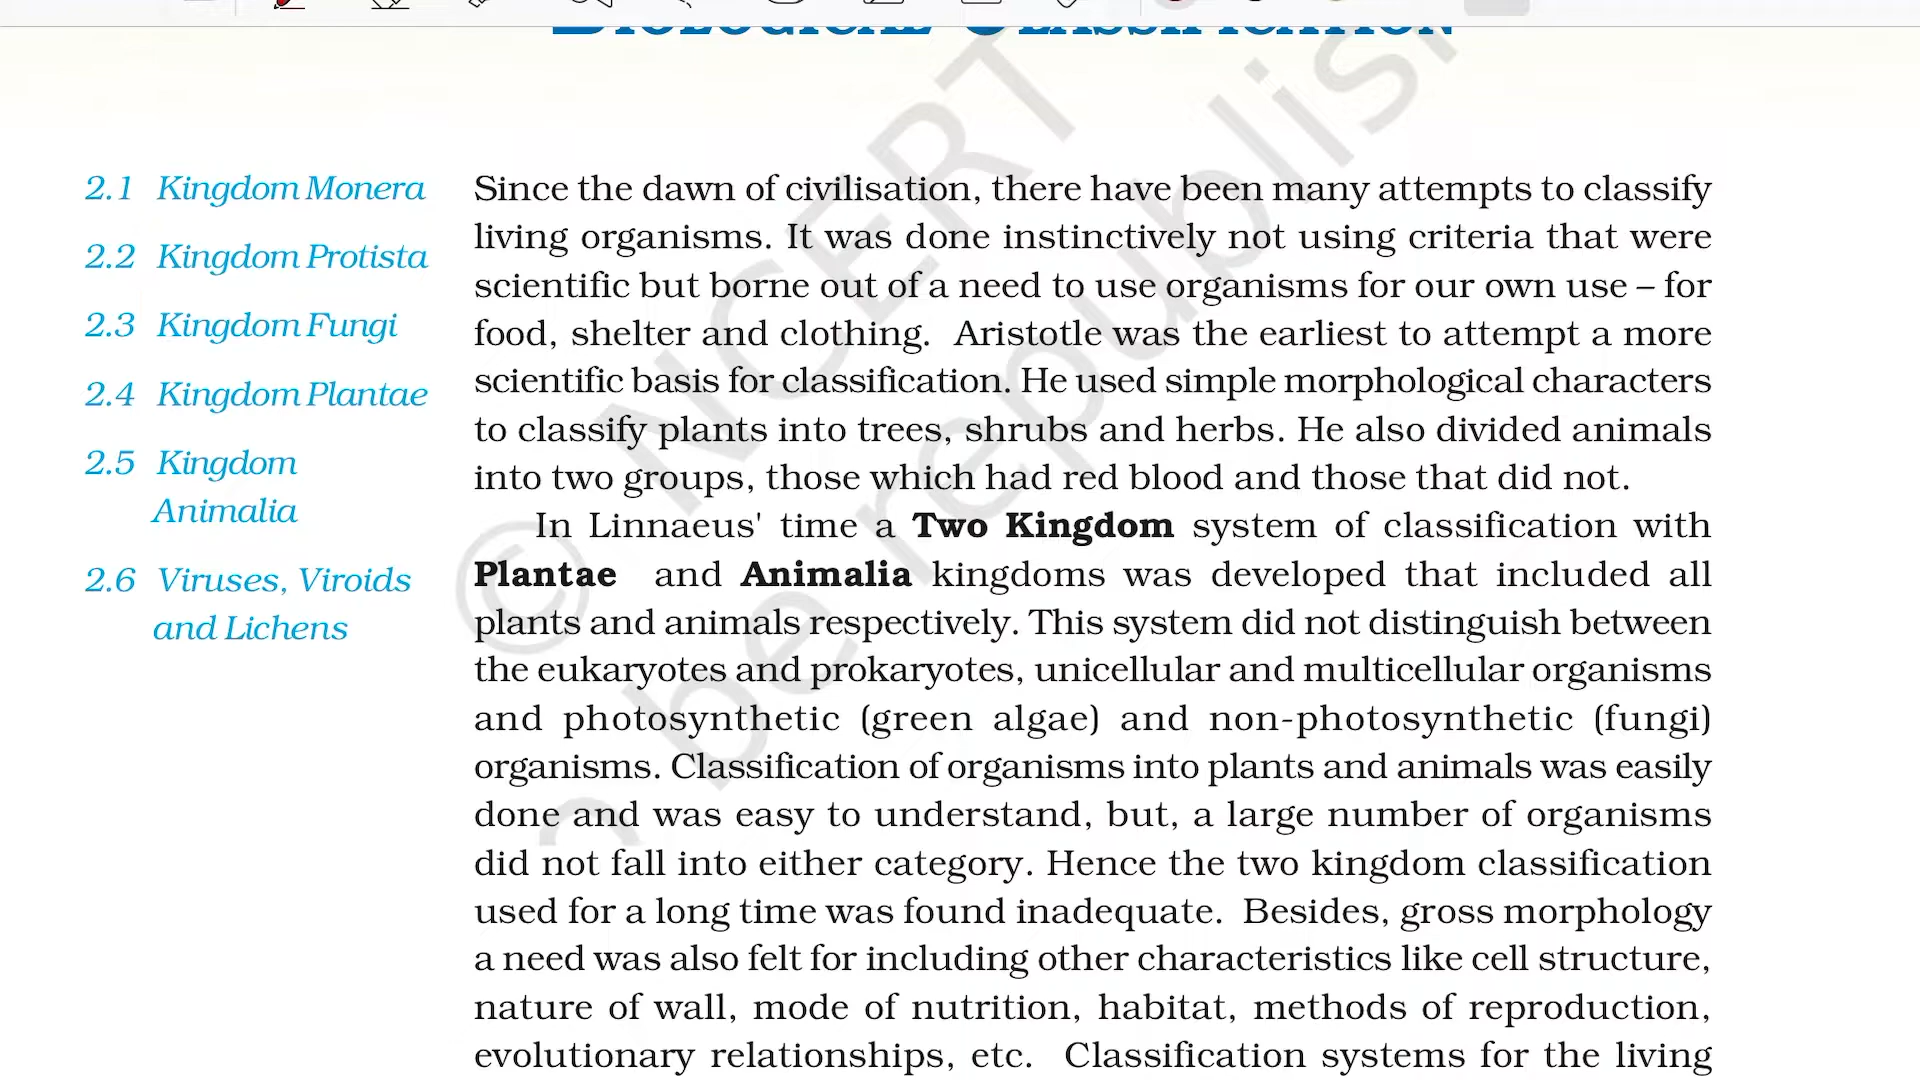 BIOLOGICAL CLASSIFICATION
2.1 Kingdom Monera
2.2 Kingdom Protista
2.3 Kingdom Fungi
2.4 Kingdom Plantae
2.5 Kingdom
Animalia
2.6 Viruses, Viroids
and Lichens
Since the dawn of civilisation, there have been many attempts to classify
living organisms. It was done instinctively not using criteria that were
scientific but borne out of a need to use organisms for our own use – for
food, shelter and clothing. Aristotle was the earliest to attempt a more
scientific basis for classification. He used simple morphological characters
to classify plants into trees, shrubs and herbs. He also divided animals
into two groups, those which had red blood and those that did not.
In Linnaeus' time a Two Kingdom system of classification with
Plantae and Animalia kingdoms was developed that included all
plants and animals respectively. This system did not distinguish between
the eukaryotes and prokaryotes, unicellular and multicellular organisms
and photosynthetic (green algae) and non-photosynthetic (fungi)
organisms. Classification of organisms into plants and animals was easily
done and was easy to understand, but, a large number of organisms
did not fall into either category. Hence the two kingdom classification
used for a long time was found inadequate. Besides, gross morphology
a need was also felt for including other characteristics like cell structure,
nature of wall, mode of nutrition, habitat, methods of reproduction,
evolutionary relationships, etc. Classification systems for the living
© NCERT
be republis